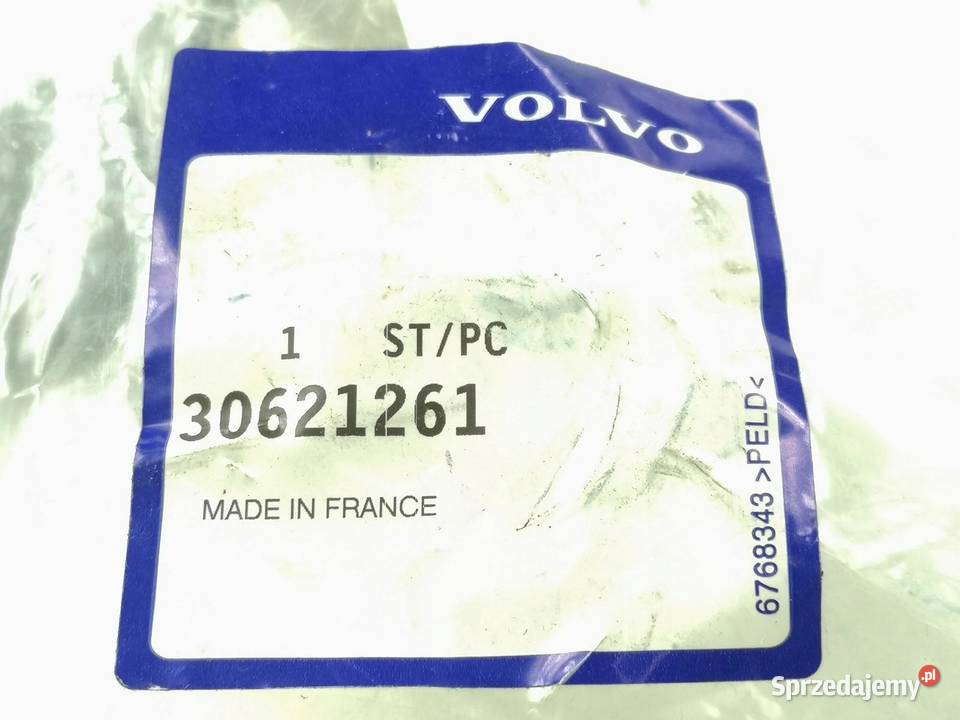 VOLVO
1 ST/PC
30621261
MADE IN FRANCE
6768343 >PELD<
Sprzedajemy.pl